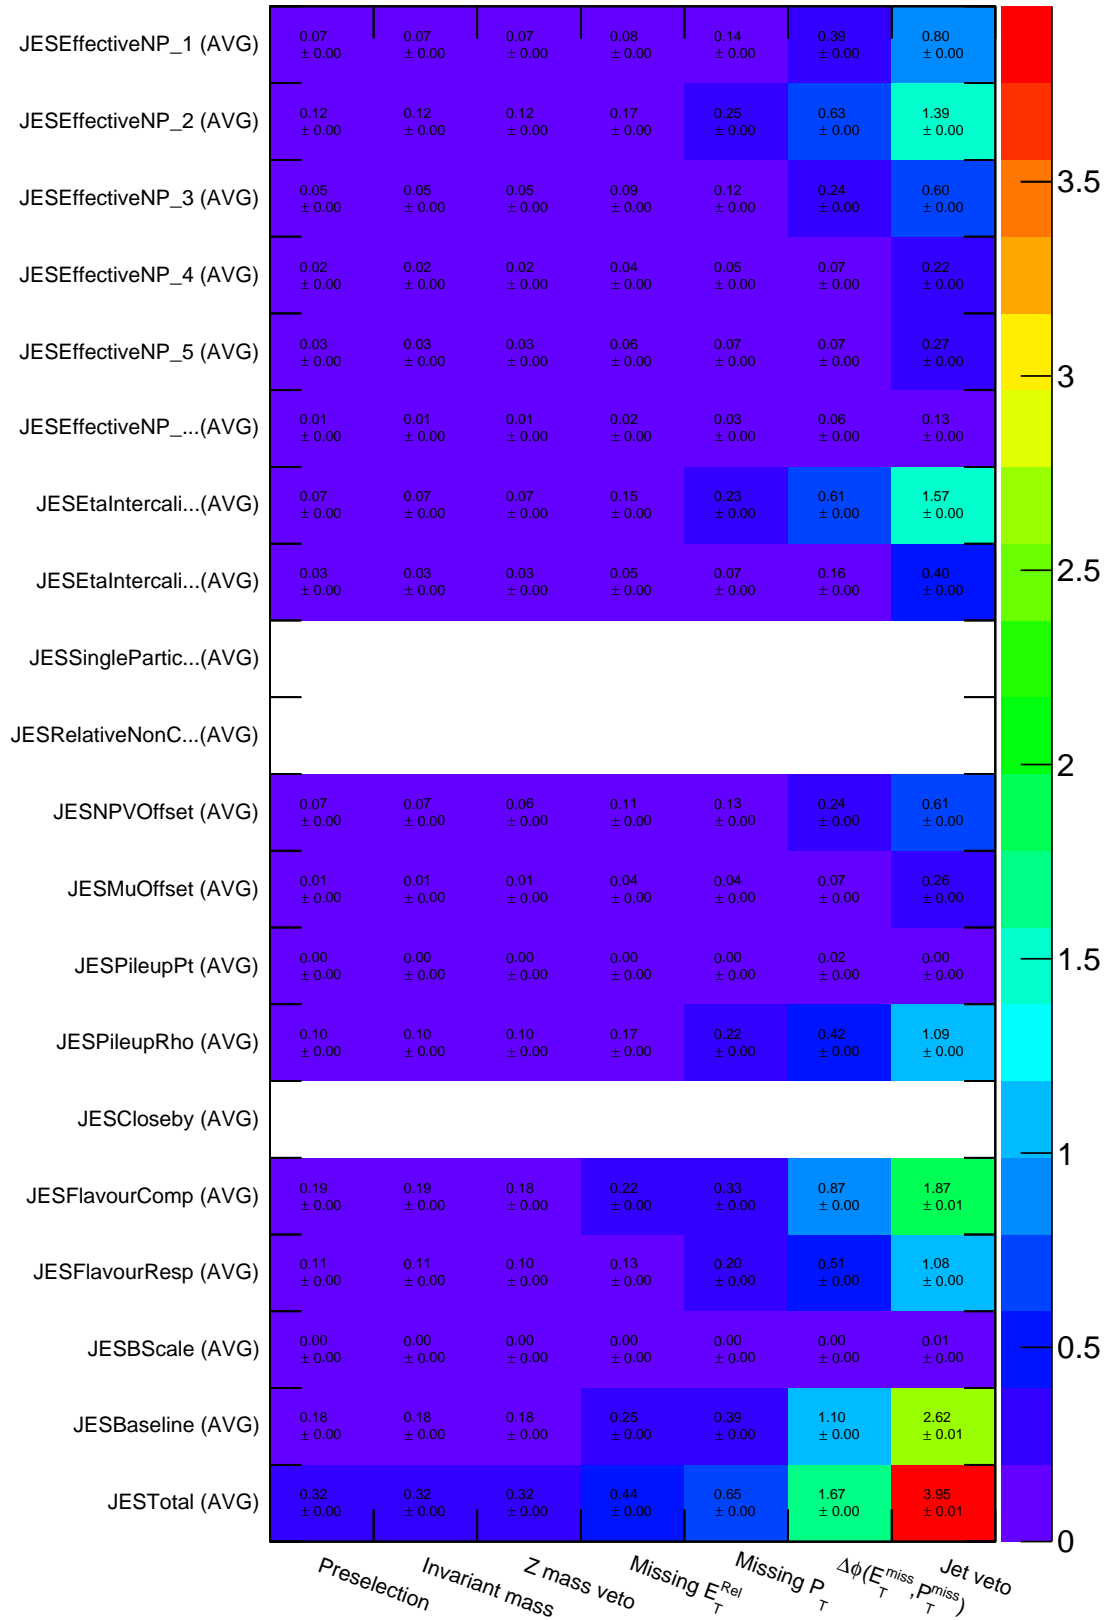 JESEffectiveNP_1 (AVG) 0.07 ± 0.00 0.07 ± 0.00 0.07 ± 0.00 0.08 ± 0.00 0.14 ± 0.00 0.39 ± 0.00 0.80 ± 0.00
JESEffectiveNP_2 (AVG) 0.12 ± 0.00 0.12 ± 0.00 0.12 ± 0.00 0.17 ± 0.00 0.25 ± 0.00 0.63 ± 0.00 1.39 ± 0.00
JESEffectiveNP_3 (AVG) 0.05 ± 0.00 0.05 ± 0.00 0.05 ± 0.00 0.09 ± 0.00 0.12 ± 0.00 0.24 ± 0.00 0.60 ± 0.00
3.5
JESEffectiveNP_4 (AVG) 0.02 ± 0.00 0.02 ± 0.00 0.02 ± 0.00 0.04 ± 0.00 0.05 ± 0.00 0.07 ± 0.00 0.22 ± 0.00
JESEffectiveNP_5 (AVG) 0.03 ± 0.00 0.03 ± 0.00 0.03 ± 0.00 0.06 ± 0.00 0.07 ± 0.00 0.07 ± 0.00 0.27 ± 0.00
3
JESEffectiveNP_...(AVG) 0.01 ± 0.00 0.01 ± 0.00 0.01 ± 0.00 0.02 ± 0.00 0.03 ± 0.00 0.06 ± 0.00 0.13 ± 0.00
JESEtaIntercali...(AVG) 0.07 ± 0.00 0.07 ± 0.00 0.07 ± 0.00 0.15 ± 0.00 0.23 ± 0.00 0.61 ± 0.00 1.57 ± 0.00
JESEtaIntercali...(AVG) 0.03 ± 0.00 0.03 ± 0.00 0.03 ± 0.00 0.05 ± 0.00 0.07 ± 0.00 0.16 ± 0.00 0.40 ± 0.00
2.5
JESSinglePartic...(AVG)
JESRelativeNonC...(AVG)
2
JESNPVOffset (AVG) 0.07 ± 0.00 0.07 ± 0.00 0.06 ± 0.00 0.11 ± 0.00 0.13 ± 0.00 0.24 ± 0.00 0.61 ± 0.00
JESMuOffset (AVG) 0.01 ± 0.00 0.01 ± 0.00 0.01 ± 0.00 0.04 ± 0.00 0.04 ± 0.00 0.07 ± 0.00 0.26 ± 0.00
JESPileupPt (AVG) 0.00 ± 0.00 0.00 ± 0.00 0.00 ± 0.00 0.00 ± 0.00 0.00 ± 0.00 0.02 ± 0.00 0.00 ± 0.00
1.5
JESPileupRho (AVG) 0.10 ± 0.00 0.10 ± 0.00 0.10 ± 0.00 0.17 ± 0.00 0.22 ± 0.00 0.42 ± 0.00 1.09 ± 0.00
JESCloseby (AVG)
1
JESFlavourComp (AVG) 0.19 ± 0.00 0.19 ± 0.00 0.18 ± 0.00 0.22 ± 0.00 0.33 ± 0.00 0.87 ± 0.00 1.87 ± 0.01
JESFlavourResp (AVG) 0.11 ± 0.00 0.11 ± 0.00 0.10 ± 0.00 0.13 ± 0.00 0.20 ± 0.00 0.51 ± 0.00 1.08 ± 0.00
JESBScale (AVG) 0.00 ± 0.00 0.00 ± 0.00 0.00 ± 0.00 0.00 ± 0.00 0.00 ± 0.00 0.00 ± 0.00 0.01 ± 0.00
0.5
JESBaseline (AVG) 0.18 ± 0.00 0.18 ± 0.00 0.18 ± 0.00 0.25 ± 0.00 0.39 ± 0.00 1.10 ± 0.00 2.62 ± 0.01
JESTotal (AVG) 0.32 ± 0.00 0.32 ± 0.00 0.32 ± 0.00 0.44 ± 0.00 0.65 ± 0.00 1.67 ± 0.00 3.95 ± 0.01
0
Preselection
Invariant mass
Z mass veto
Missing E_T^Rel
Missing P_T
Δϕ(E_T^miss,P_T^miss)
Jet veto